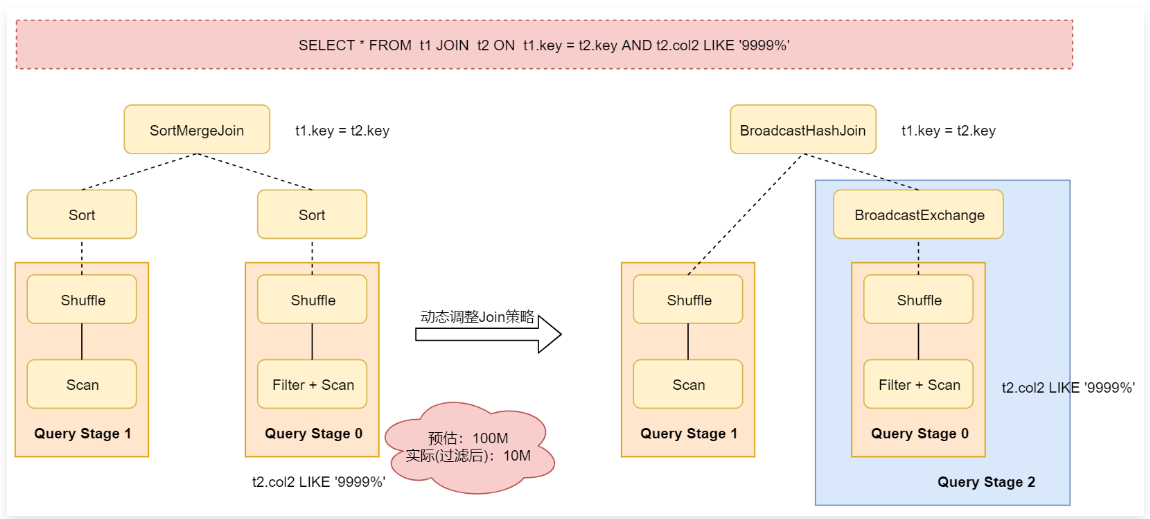 SELECT * FROM t1 JOIN t2 ON t1.key = t2.key AND t2.col2 LIKE '9999%'
SortMergeJoin
t1.key = t2.key
Sort
Sort
Shuffle
Shuffle
Scan
Filter + Scan
Query Stage 1
Query Stage 0
t2.col2 LIKE '9999%'
预估：100M
实际(过滤后)：10M
动态调整Join策略
BroadcastHashJoin
t1.key = t2.key
BroadcastExchange
Shuffle
Shuffle
Scan
Filter + Scan
t2.col2 LIKE '9999%'
Query Stage 1
Query Stage 0
Query Stage 2